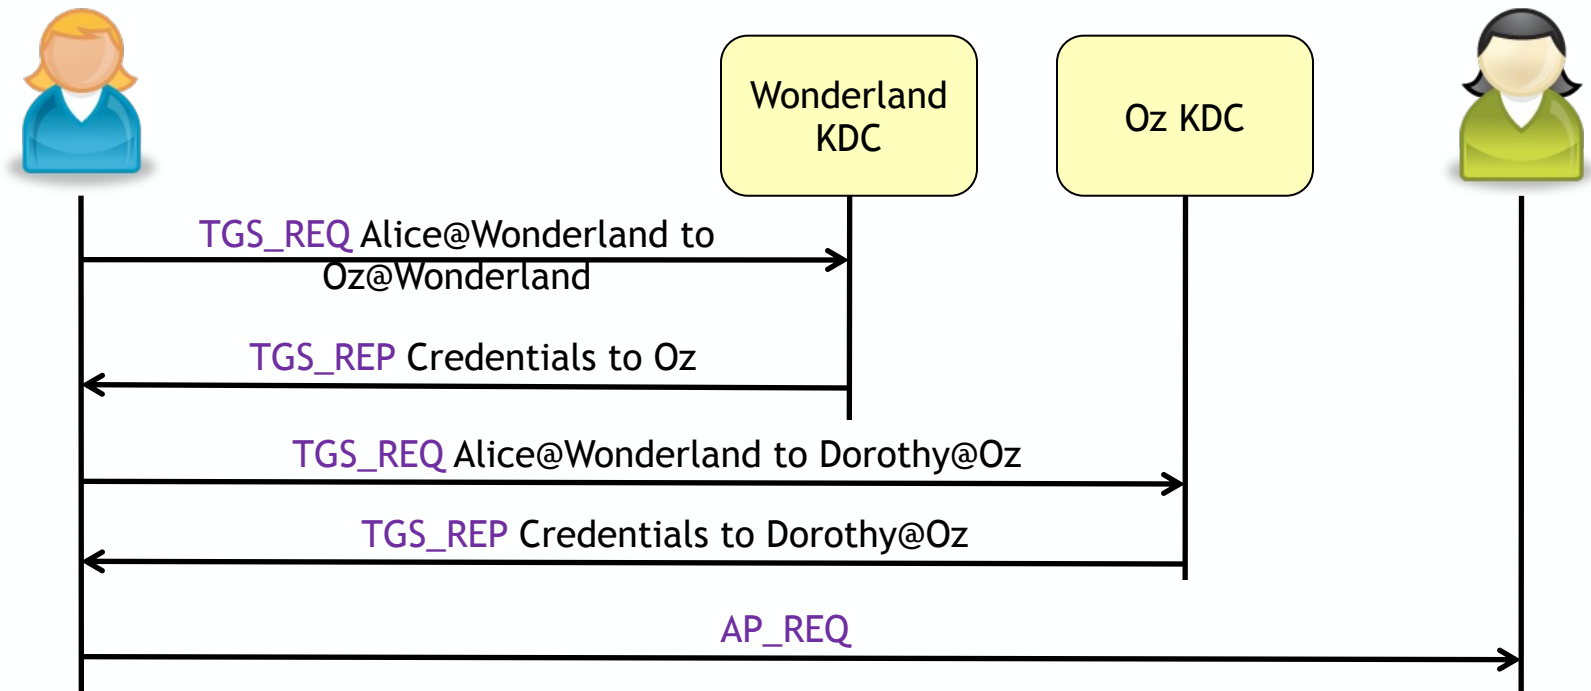 Wonderland
KDC
Oz KDC
TGS_REQ Alice@Wonderland to
Oz@Wonderland
TGS_REP Credentials to Oz
TGS_REQ Alice@Wonderland to Dorothy@Oz
TGS_REP Credentials to Dorothy@Oz
AP_REQ